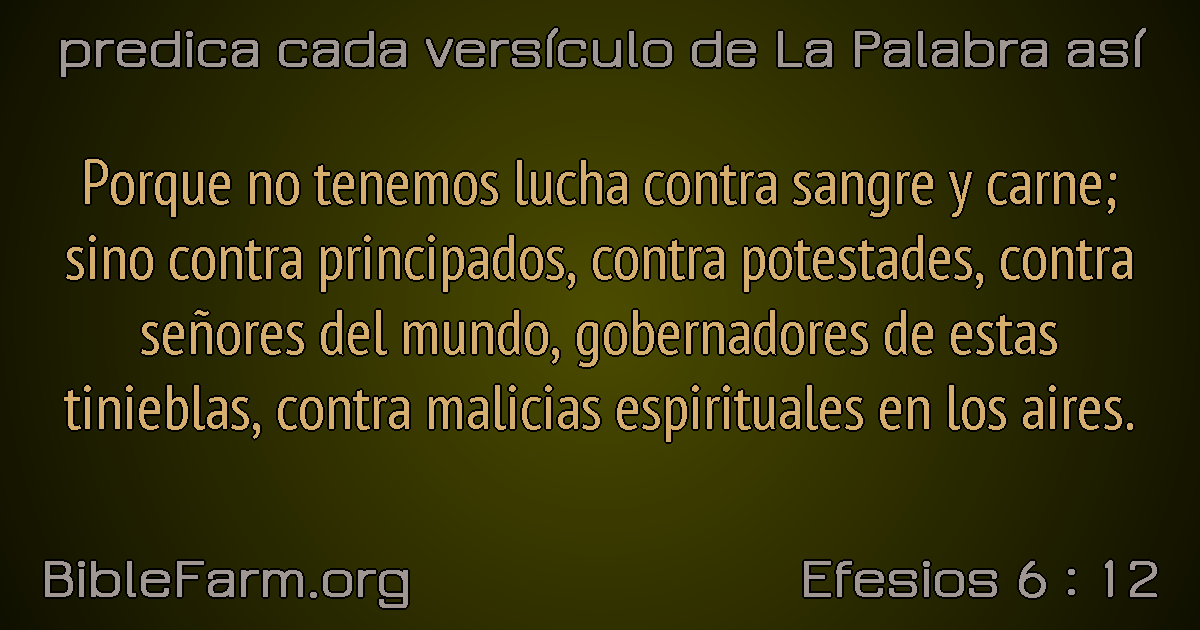 predica cada versículo de La Palabra así
Porque no tenemos lucha contra sangre y carne;
sino contra principados, contra potestades, contra
señores del mundo, gobernadores de estas
tinieblas, contra malicias espirituales en los aires.
BibleFarm.org
Efesios 6 : 12